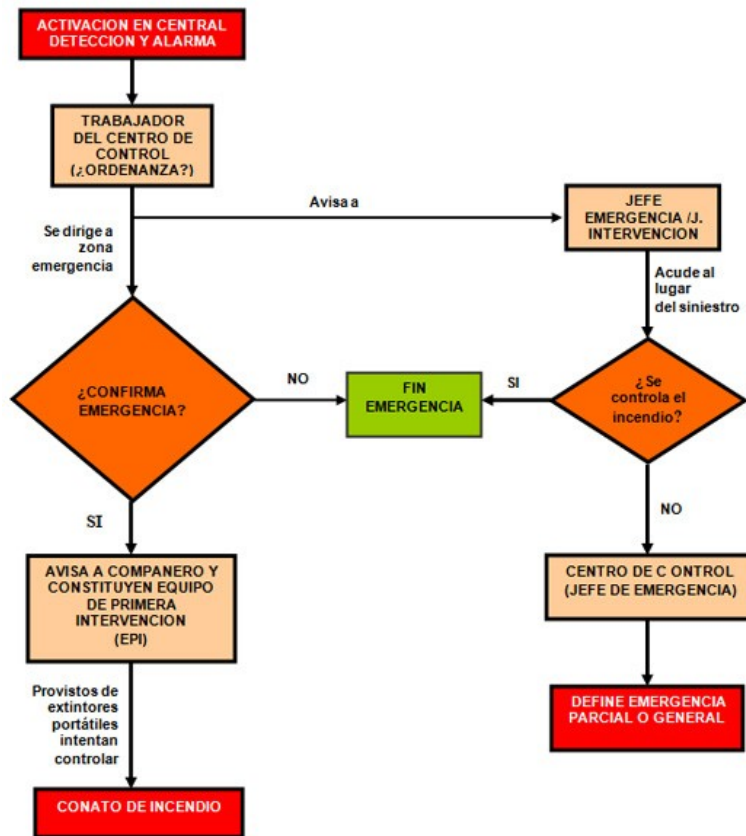 ACTIVACION EN CENTRAL
DETECCION Y ALARMA
TRABAJADOR
DEL CENTRO DE
CONTROL
(¿ORDENANZA?)
Avisa a
JEFE
EMERGENCIA /J.
INTERVENCION
Se dirige a
zona
emergencia
Acude al
lugar
del siniestro
¿CONFIRMA
EMERGENCIA?
NO
FIN
EMERGENCIA
SI
¿Se
controla el
incendio?
SI
NO
AVISA A COMPANERO Y
CONSTITUYEN EQUIPO
DE PRIMERA
INTERVENCION
(EPI)
CENTRO DE C ONTROL
(JEFE DE EMERGENCIA)
Provistos de
extintores
portátiles
intentan
controlar
DEFINE EMERGENCIA
PARCIAL O GENERAL
CONATO DE INCENDIO